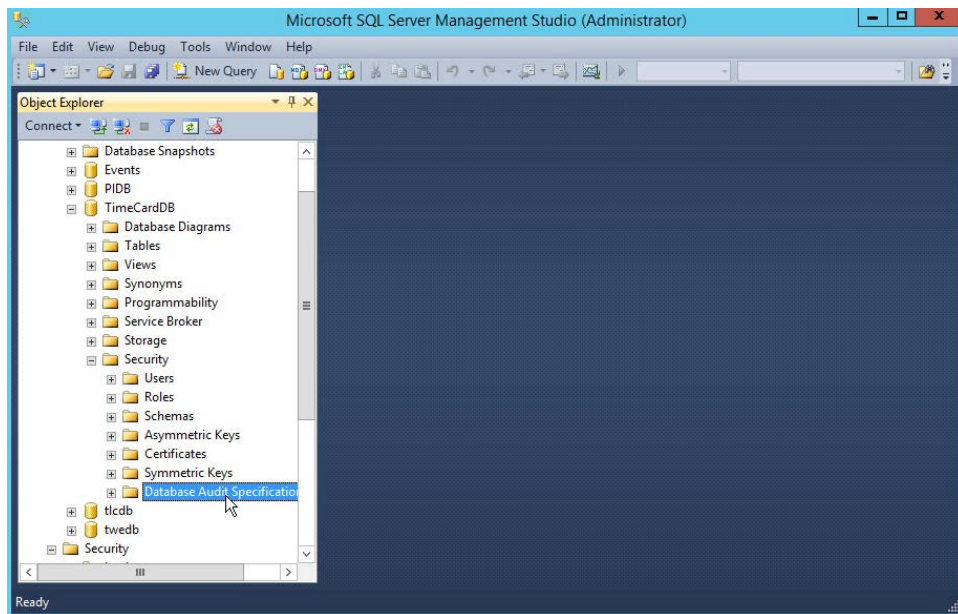 Microsoft SQL Server Management Studio (Administrator)
File Edit View Debug Tools Window Help
New Query
Object Explorer
Connect
Database Snapshots
Events
PIDB
TimeCardDB
Database Diagrams
Tables
Views
Synonyms
Programmability
Service Broker
Storage
Security
Users
Roles
Schemas
Asymmetric Keys
Certificates
Symmetric Keys
Database Audit Specification
tlcdb
twedb
Security
Ready